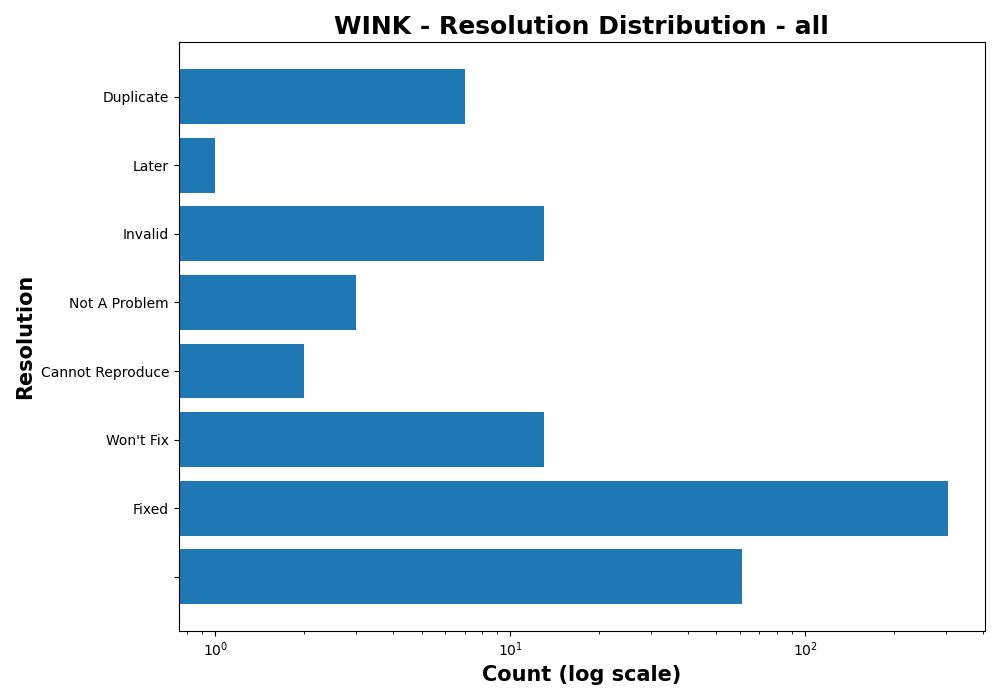 WINK - Resolution Distribution - all
Duplicate
Later
Invalid
Not A Problem
Cannot Reproduce
Won't Fix
Fixed
Resolution
10⁰
10¹
10²
Count (log scale)